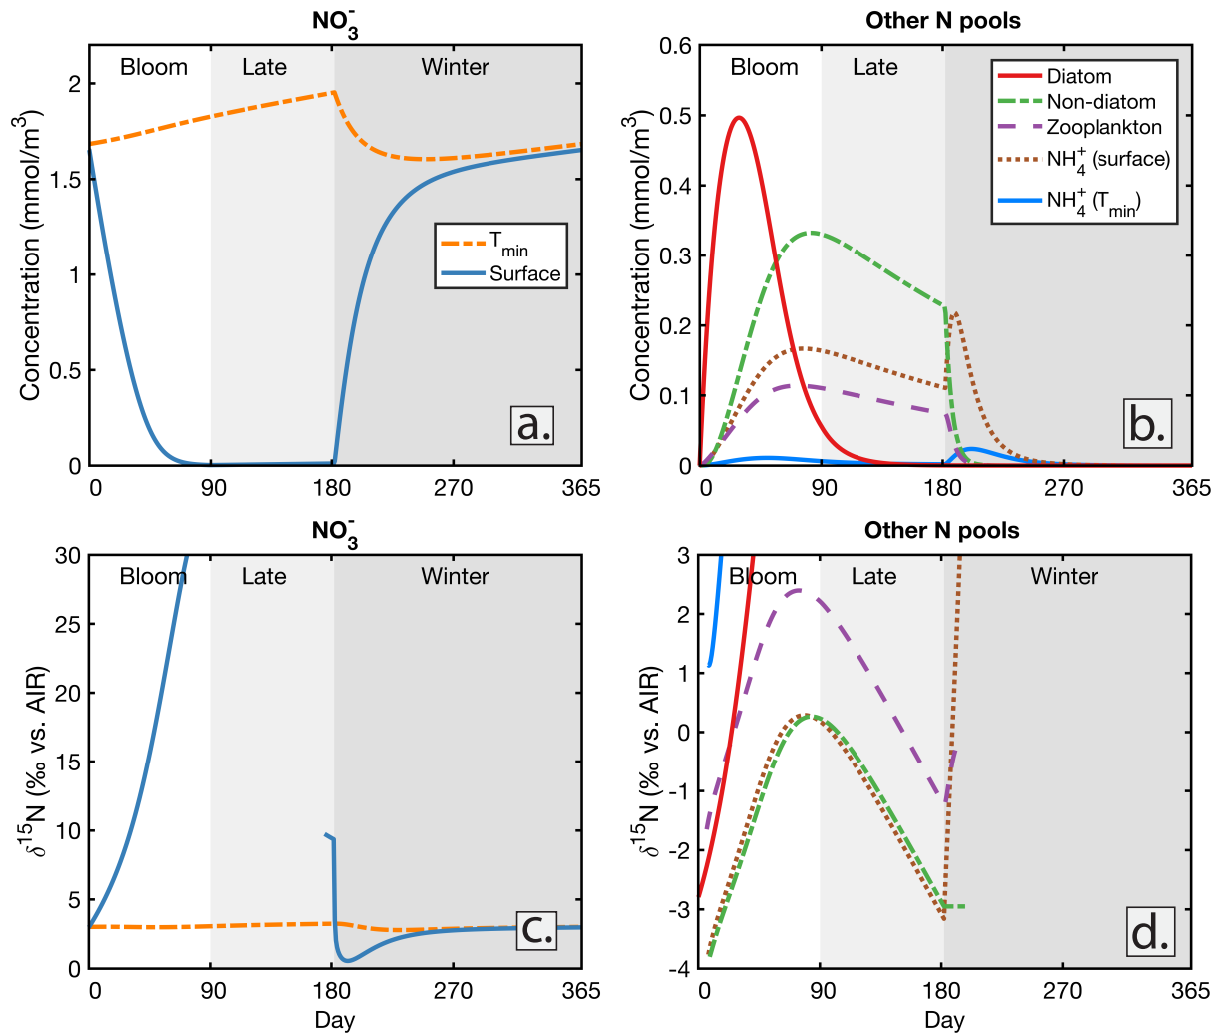 NO₃⁻
Bloom Late Winter
Concentration (mmol/m³)
2
1.5
1
0.5
0
T_min
Surface
a.
0 90 180 270 365
Other N pools
Bloom Late
Concentration (mmol/m³)
0.6
0.5
0.4
0.3
0.2
0.1
0
Diatom
Non-diatom
Zooplankton
NH₄⁺ (surface)
NH₄⁺ (T_min)
b.
0 90 180 270 365
NO₃⁻
Bloom Late Winter
δ¹⁵N (‰ vs. AIR)
30
25
20
15
10
5
0
c.
0 90 180 270 365
Day
Other N pools
Bloom Late Winter
δ¹⁵N (‰ vs. AIR)
3
2
1
0
-1
-2
-3
-4
d.
0 90 180 270 365
Day